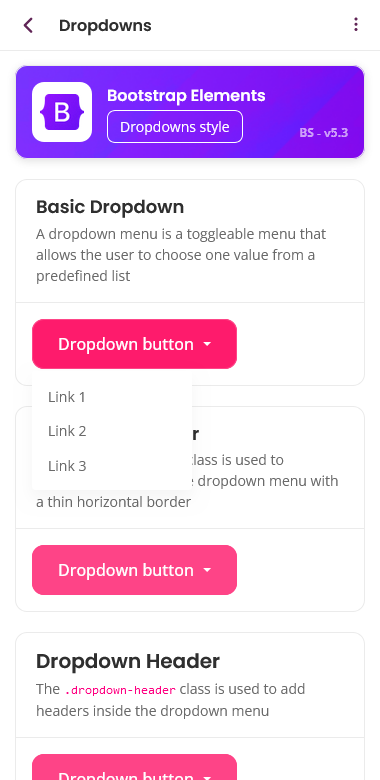 Dropdowns
B
Bootstrap Elements
Dropdowns style
BS - v5.3
Basic Dropdown
A dropdown menu is a toggleable menu that
allows the user to choose one value from a
predefined list
Dropdown button
Link 1
Link 2
Link 3
class is used to
dropdown menu with
a thin horizontal border
Dropdown button
Dropdown Header
The .dropdown-header class is used to add
headers inside the dropdown menu
Dropdown button